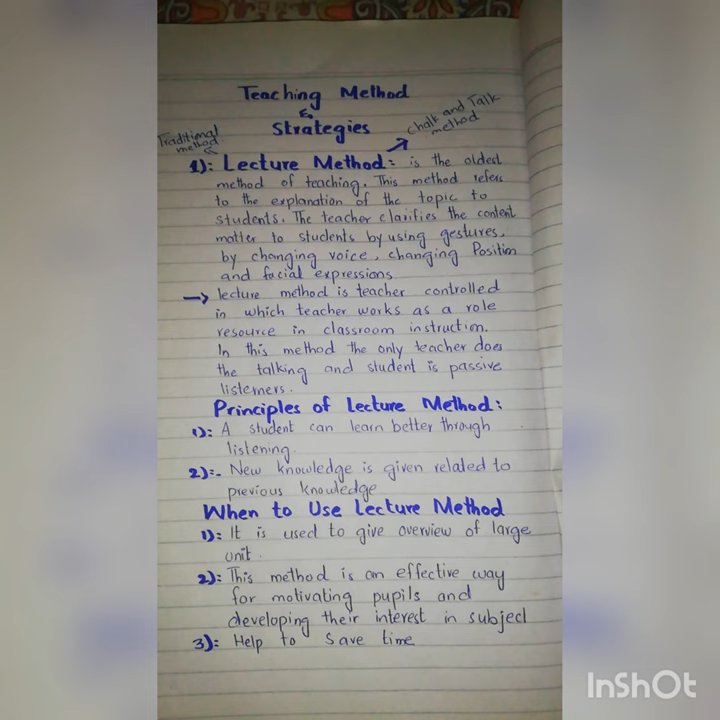 Teaching Method
&
Strategies
Chalk and Talk
method
Traditional
method
1): Lecture Method: is the oldest
method of teaching. This method refers
to the explanation of the topic to
students. The teacher claifies the content
matter to students by using gestures,
by changing voice, changing Position
and facial expressions
→ lecture method is teacher controlled
in which teacher works as a role
resource in classroom instruction.
In this method the only teacher does
the talking and student is passive
listerners.
Principles of Lecture Method:
1): A student can learn better through
listening.
2):- New knowledge is given related to
previous knowledge
When to Use Lecture Method
1): It is used to give overview of large
unit.
2): This method is an effective way
for motivating pupils and
developing their interest in subject
3): Help to save time
InShOt